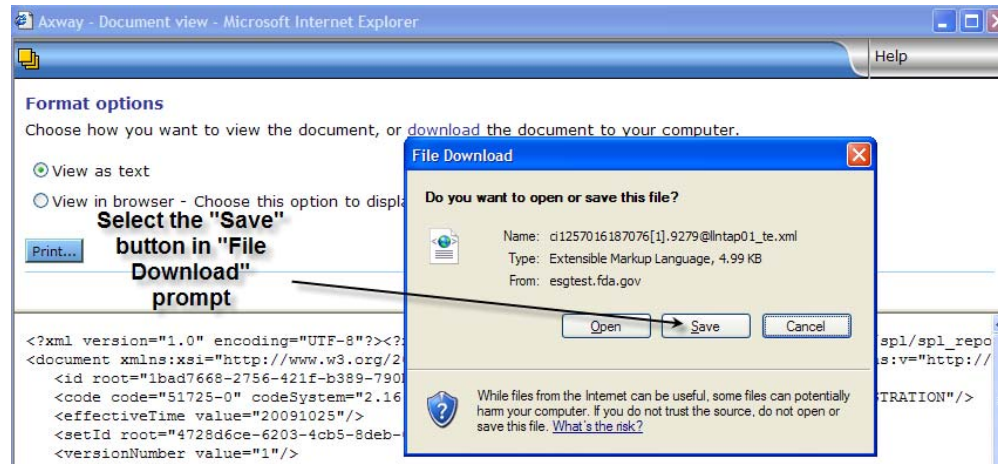 Axway - Document view - Microsoft Internet Explorer
Help
Format options
Choose how you want to view the document, or download the document to your computer.
View as text
View in browser - Choose this option to displa
Print...
Select the "Save"
button in "File
Download"
prompt
File Download
Do you want to open or save this file?
Name: ci1257016187076[1].9279@llntap01_te.xml
Type: Extensible Markup Language, 4.99 KB
From: esgtest.fda.gov
Open Save Cancel
While files from the Internet can be useful, some files can potentially
harm your computer. If you do not trust the source, do not open or
save this file. What's the risk?
<?xml version="1.0" encoding="UTF-8"?><? /spl/spl_repo
<document xmlns:xsi="http://www.w3.org/2 s:v="http://
<id root="1bad7668-2756-421f-b389-790
<code code="51725-0" codeSystem="2.16 STRATION"/>
<effectiveTime value="20091025"/>
<setId root="4728d6ce-6203-4cb5-8deb-
<versionNumber value="1"/>